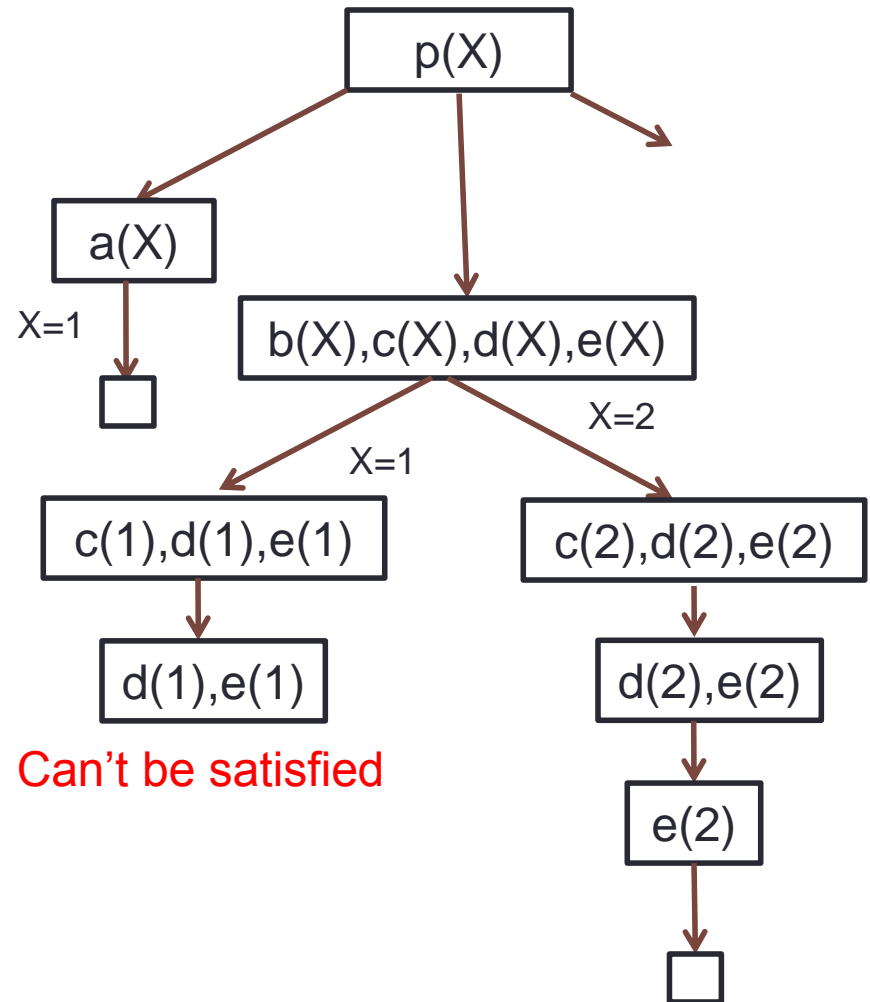 p(X)
a(X)
X=1
b(X),c(X),d(X),e(X)
X=2
X=1
c(1),d(1),e(1)
c(2),d(2),e(2)
d(1),e(1)
d(2),e(2)
Can’t be satisfied
e(2)